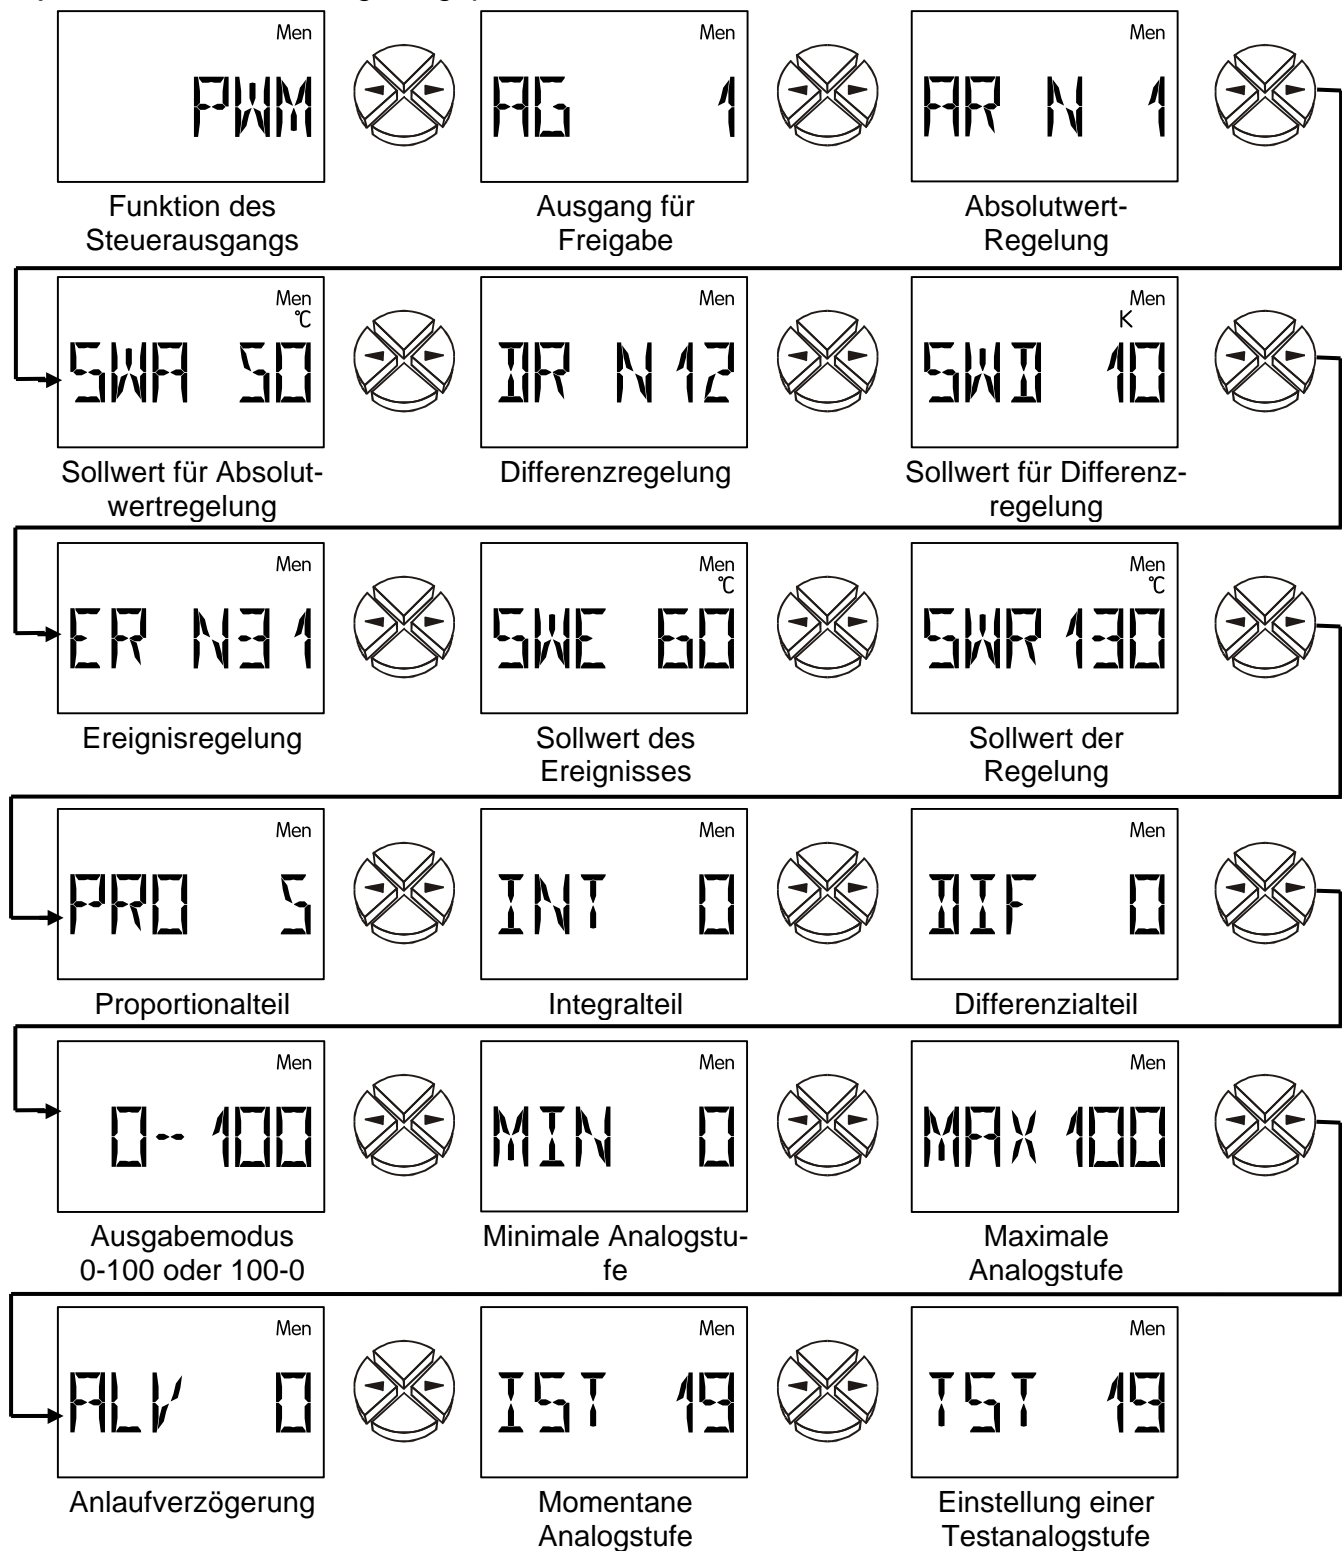 Men Men Men
PWM AG 1 AR N 1
Funktion des Ausgang für Absolutwert-
Steuerausgangs Freigabe Regelung
Men Men Men
°C K
SWA 50 DR N12 SWD 10
Sollwert für Absolut- Differenzregelung Sollwert für Differenz-
wertregelung regelung
Men Men Men
°C °C
ER N31 SWE 60 SWR 130
Ereignisregelung Sollwert des Sollwert der
Ereignisses Regelung
Men Men Men
PRO 5 INT 0 DIF 0
Proportionalteil Integralteil Differenzialteil
Men Men Men
0-100 MIN 0 MAX 100
Ausgabemodus Minimale Analogstu- Maximale
0-100 oder 100-0 fe Analogstufe
Men Men Men
ALV 0 IST 19 TST 19
Anlaufverzögerung Momentane Einstellung einer
Analogstufe Testanalogstufe